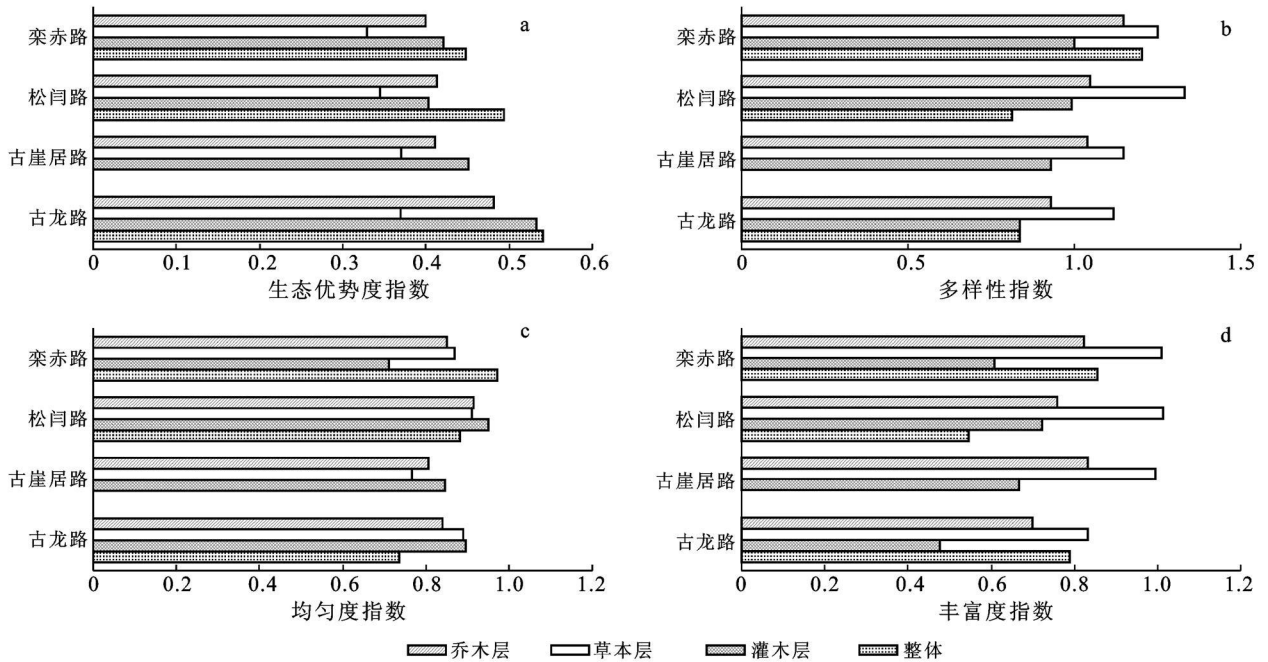 a
栾赤路
松闫路
古崖居路
古龙路
0 0.1 0.2 0.3 0.4 0.5 0.6
生态优势度指数
b
栾赤路
松闫路
古崖居路
古龙路
0 0.5 1.0 1.5
多样性指数
c
栾赤路
松闫路
古崖居路
古龙路
0 0.2 0.4 0.6 0.8 1.0 1.2
均匀度指数
d
栾赤路
松闫路
古崖居路
古龙路
0 0.2 0.4 0.6 0.8 1.0 1.2
丰富度指数
乔木层 草本层 灌木层 整体